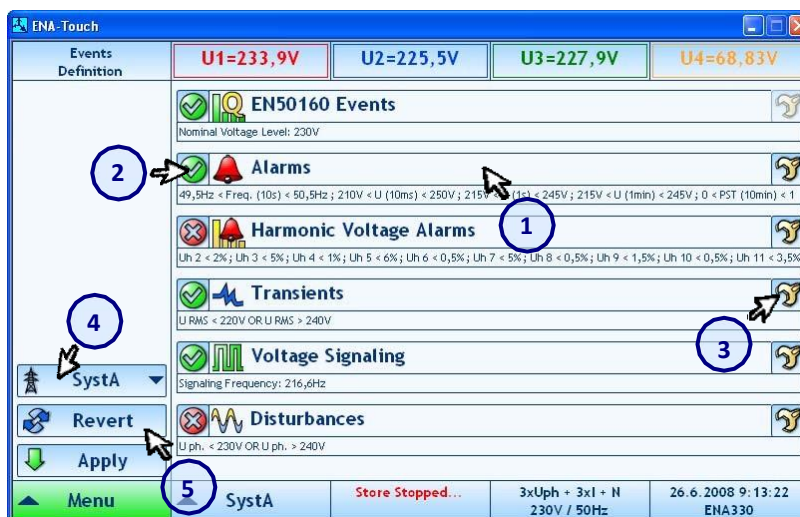 ENA-Touch
Events
Definition
U1=233,9V
U2=225,5V
U3=227,9V
U4=68,83V
EN50160 Events
Nominal Voltage Level: 230V
2
Alarms
49,5Hz < Freq. (10s) < 50,5Hz ; 210V < U (10ms) < 250V ; 215V < (1s) < 245V ; 215V < U (1min) < 245V ; 0 < PST (10min) < 1
1
Harmonic Voltage Alarms
Uh 2 < 2% ; Uh 3 < 5% ; Uh 4 < 1% ; Uh 5 < 6% ; Uh 6 < 0,5% ; Uh 7 < 5% ; Uh 8 < 0,5% ; Uh 9 < 1,5% ; Uh 10 < 0,5% ; Uh 11 < 3,5%
Transients
U RMS < 220V OR U RMS > 240V
4
3
Voltage Signaling
Signaling Frequency: 216,6Hz
SystA
Revert
Disturbances
U ph. < 230V OR U ph. > 240V
Apply
5
Menu
SystA
Store Stopped...
3xUph + 3xI + N
230V / 50Hz
26.6.2008 9:13:22
ENA330